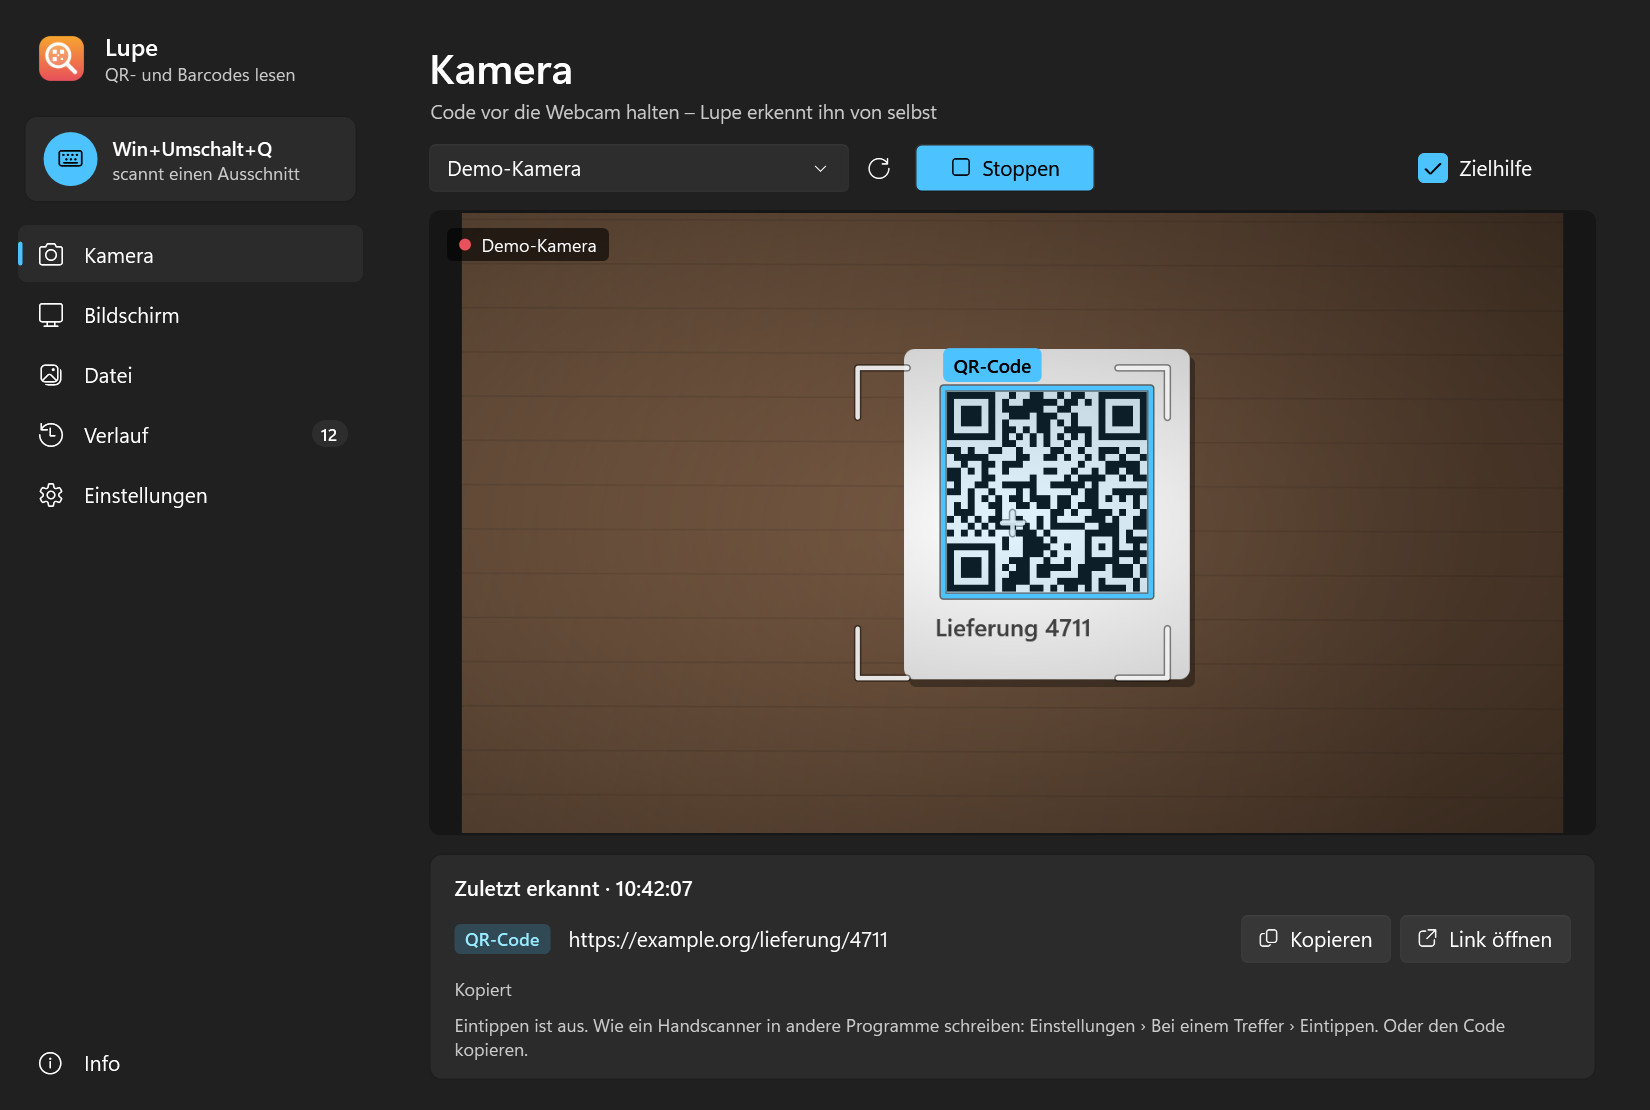 Lupe
QR- und Barcodes lesen
Win+Umschalt+Q
scannt einen Ausschnitt
Kamera
Bildschirm
Datei
Verlauf
12
Einstellungen
Info
Kamera
Code vor die Webcam halten – Lupe erkennt ihn von selbst
Demo-Kamera
Stoppen
Zielhilfe
Demo-Kamera
QR-Code
Lieferung 4711
Zuletzt erkannt · 10:42:07
QR-Code
https://example.org/lieferung/4711
Kopieren
Link öffnen
Kopiert
Eintippen ist aus. Wie ein Handscanner in andere Programme schreiben: Einstellungen › Bei einem Treffer › Eintippen. Oder den Code
kopieren.